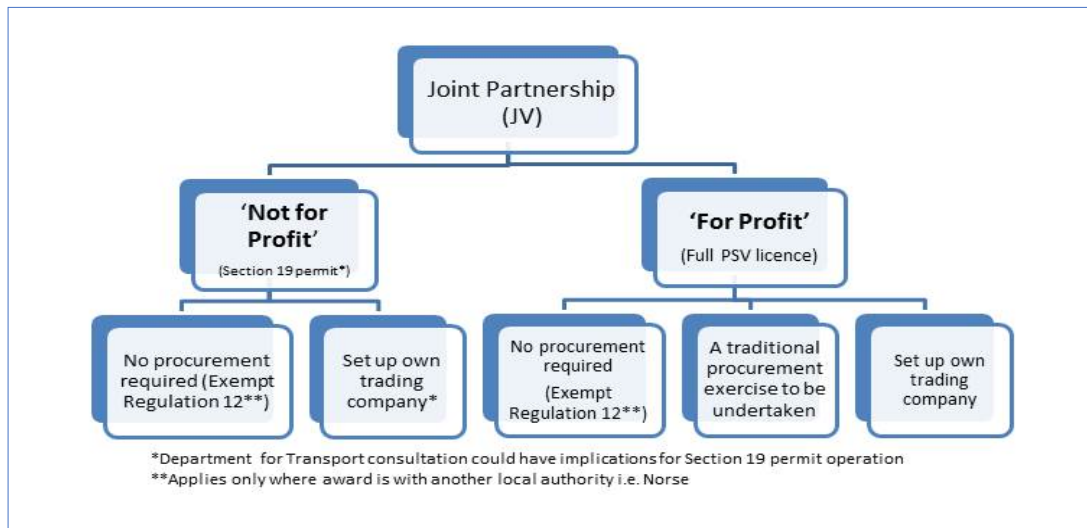 Joint Partnership
(JV)
‘Not for
Profit’
(Section 19 permit*)
‘For Profit’
(Full PSV licence)
No procurement
required (Exempt
Regulation 12**)
Set up own
trading
company*
No procurement
required
(Exempt
Regulation 12**)
A traditional
procurement
exercise to be
undertaken
Set up own
trading
company
*Department for Transport consultation could have implications for Section 19 permit operation
**Applies only where award is with another local authority i.e. Norse